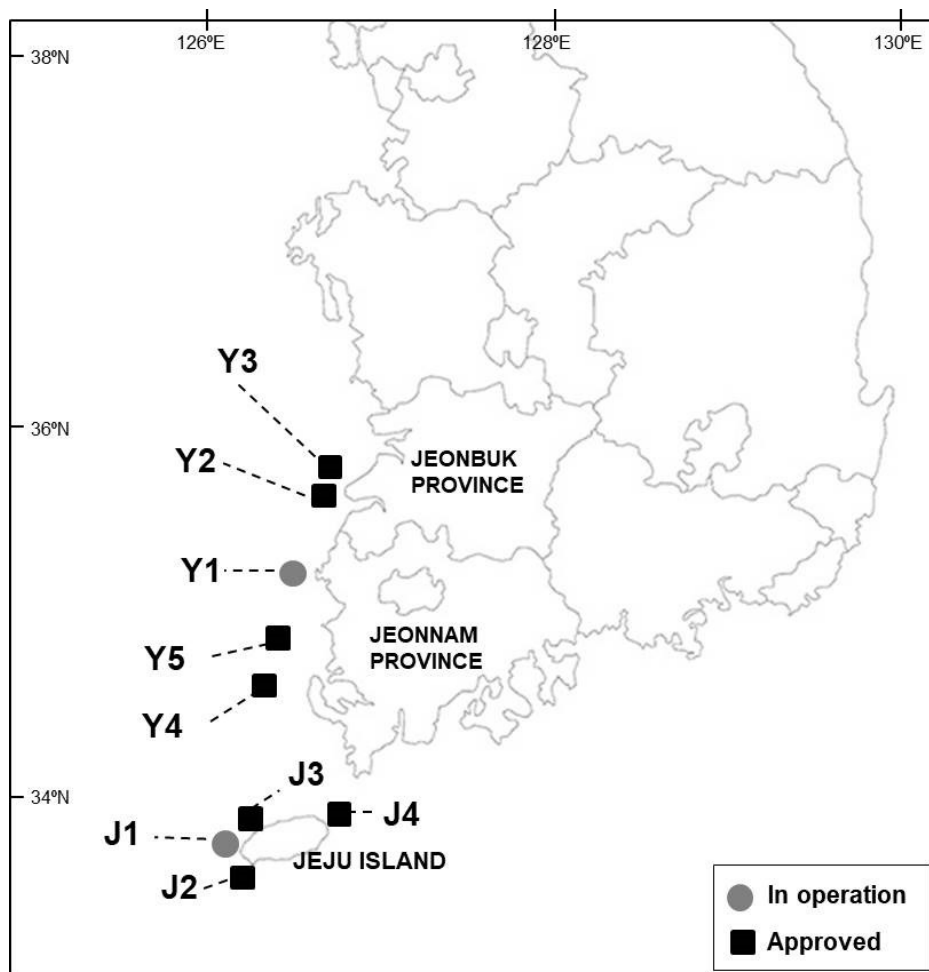 126ºE
128ºE
130ºE
38ºN
Y3
36ºN
Y2
JEONBUK
PROVINCE
Y1
JEONNAM
PROVINCE
Y5
Y4
J3
34ºN
J4
J1
JEJU ISLAND
J2
In operation
Approved